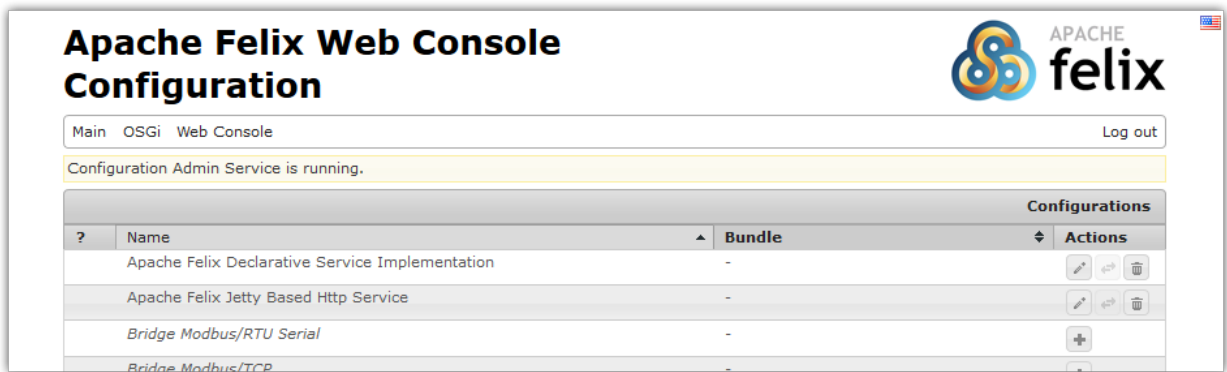 Apache Felix Web Console
Configuration
APACHE
felix
Main OSGi Web Console Log out
Configuration Admin Service is running.
Configurations
? Name Bundle Actions
Apache Felix Declarative Service Implementation -
Apache Felix Jetty Based Http Service -
Bridge Modbus/RTU Serial -
Bridge Modbus/TCP -